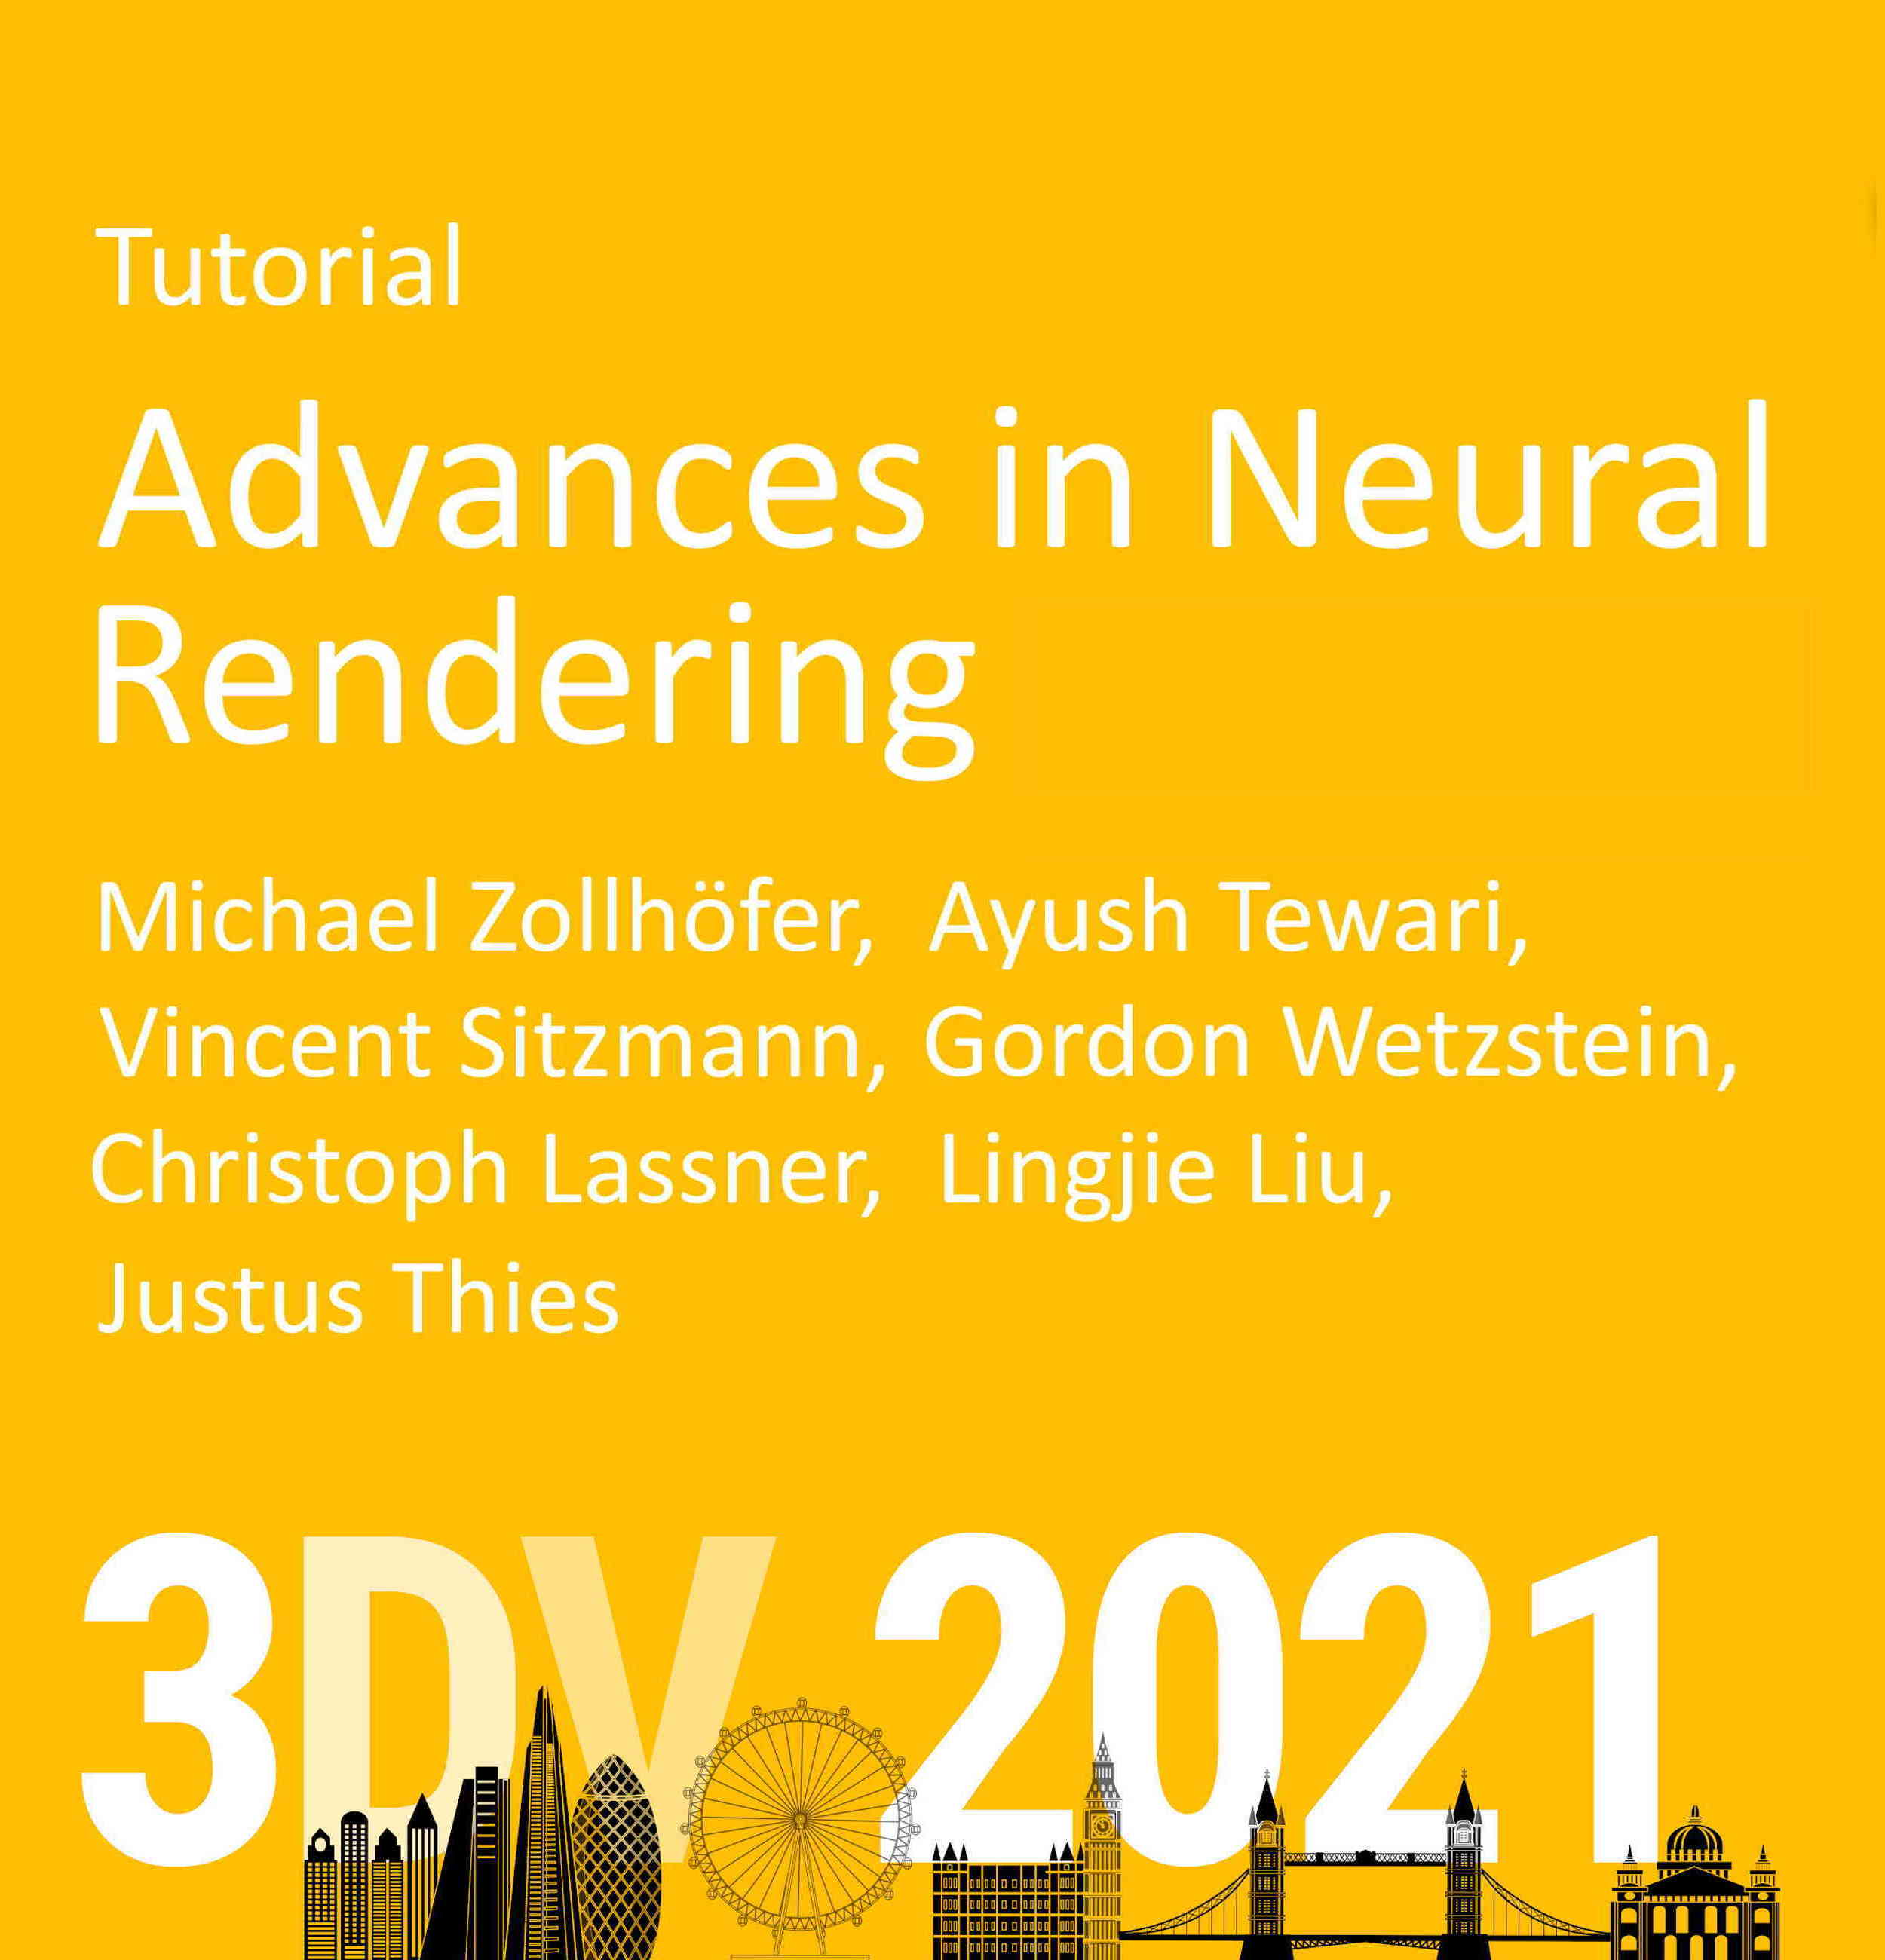 Tutorial
Advances in Neural
Rendering
Michael Zollhöfer, Ayush Tewari,
Vincent Sitzmann, Gordon Wetzstein,
Christoph Lassner, Lingjie Liu,
Justus Thies
3DV 2021